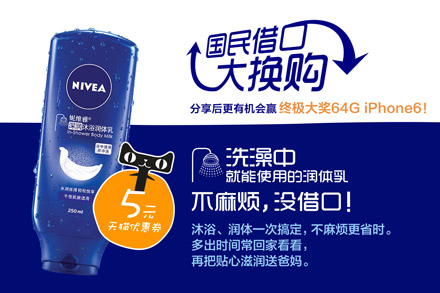 国民借口
大换购
分享后更有机会赢 终极大奖64G iPhone6！
NIVEA
妮维雅®
深润沐浴润体乳
In-Shower Body Milk
250 ml
5元
天猫优惠券
洗澡中
就能使用的润体乳
不麻烦，没借口！
沐浴、润体一次搞定，不麻烦更省时。
多出时间常回家看看，
再把贴心滋润送爸妈。